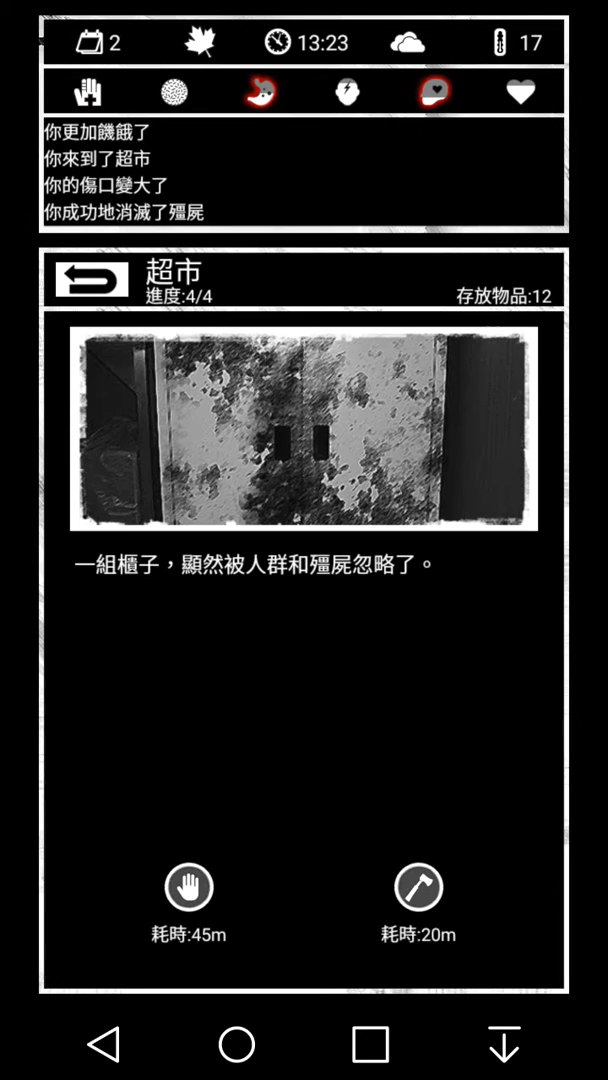 2
13:23
17
你更加饑餓了
你來到了超市
你的傷口變大了
你成功地消滅了殭屍
超市
進度:4/4
存放物品:12
一組櫃子，顯然被人群和殭屍忽略了。
耗時:45m
耗時:20m